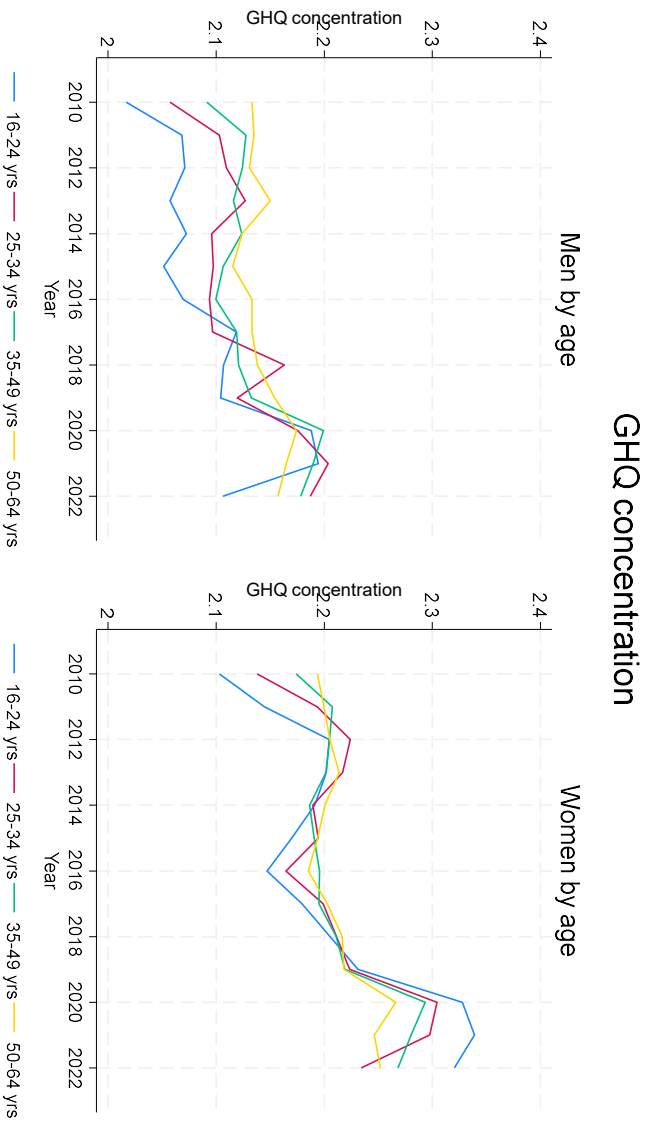 GHQ concentration
Men by age
GHQ concentration
2.4
2.3
2.2
2.1
2
2010 2012 2014 2016 2018 2020 2022
Year
16-24 yrs 25-34 yrs 35-49 yrs 50-64 yrs
Women by age
GHQ concentration
2.4
2.3
2.2
2.1
2
2010 2012 2014 2016 2018 2020 2022
Year
16-24 yrs 25-34 yrs 35-49 yrs 50-64 yrs